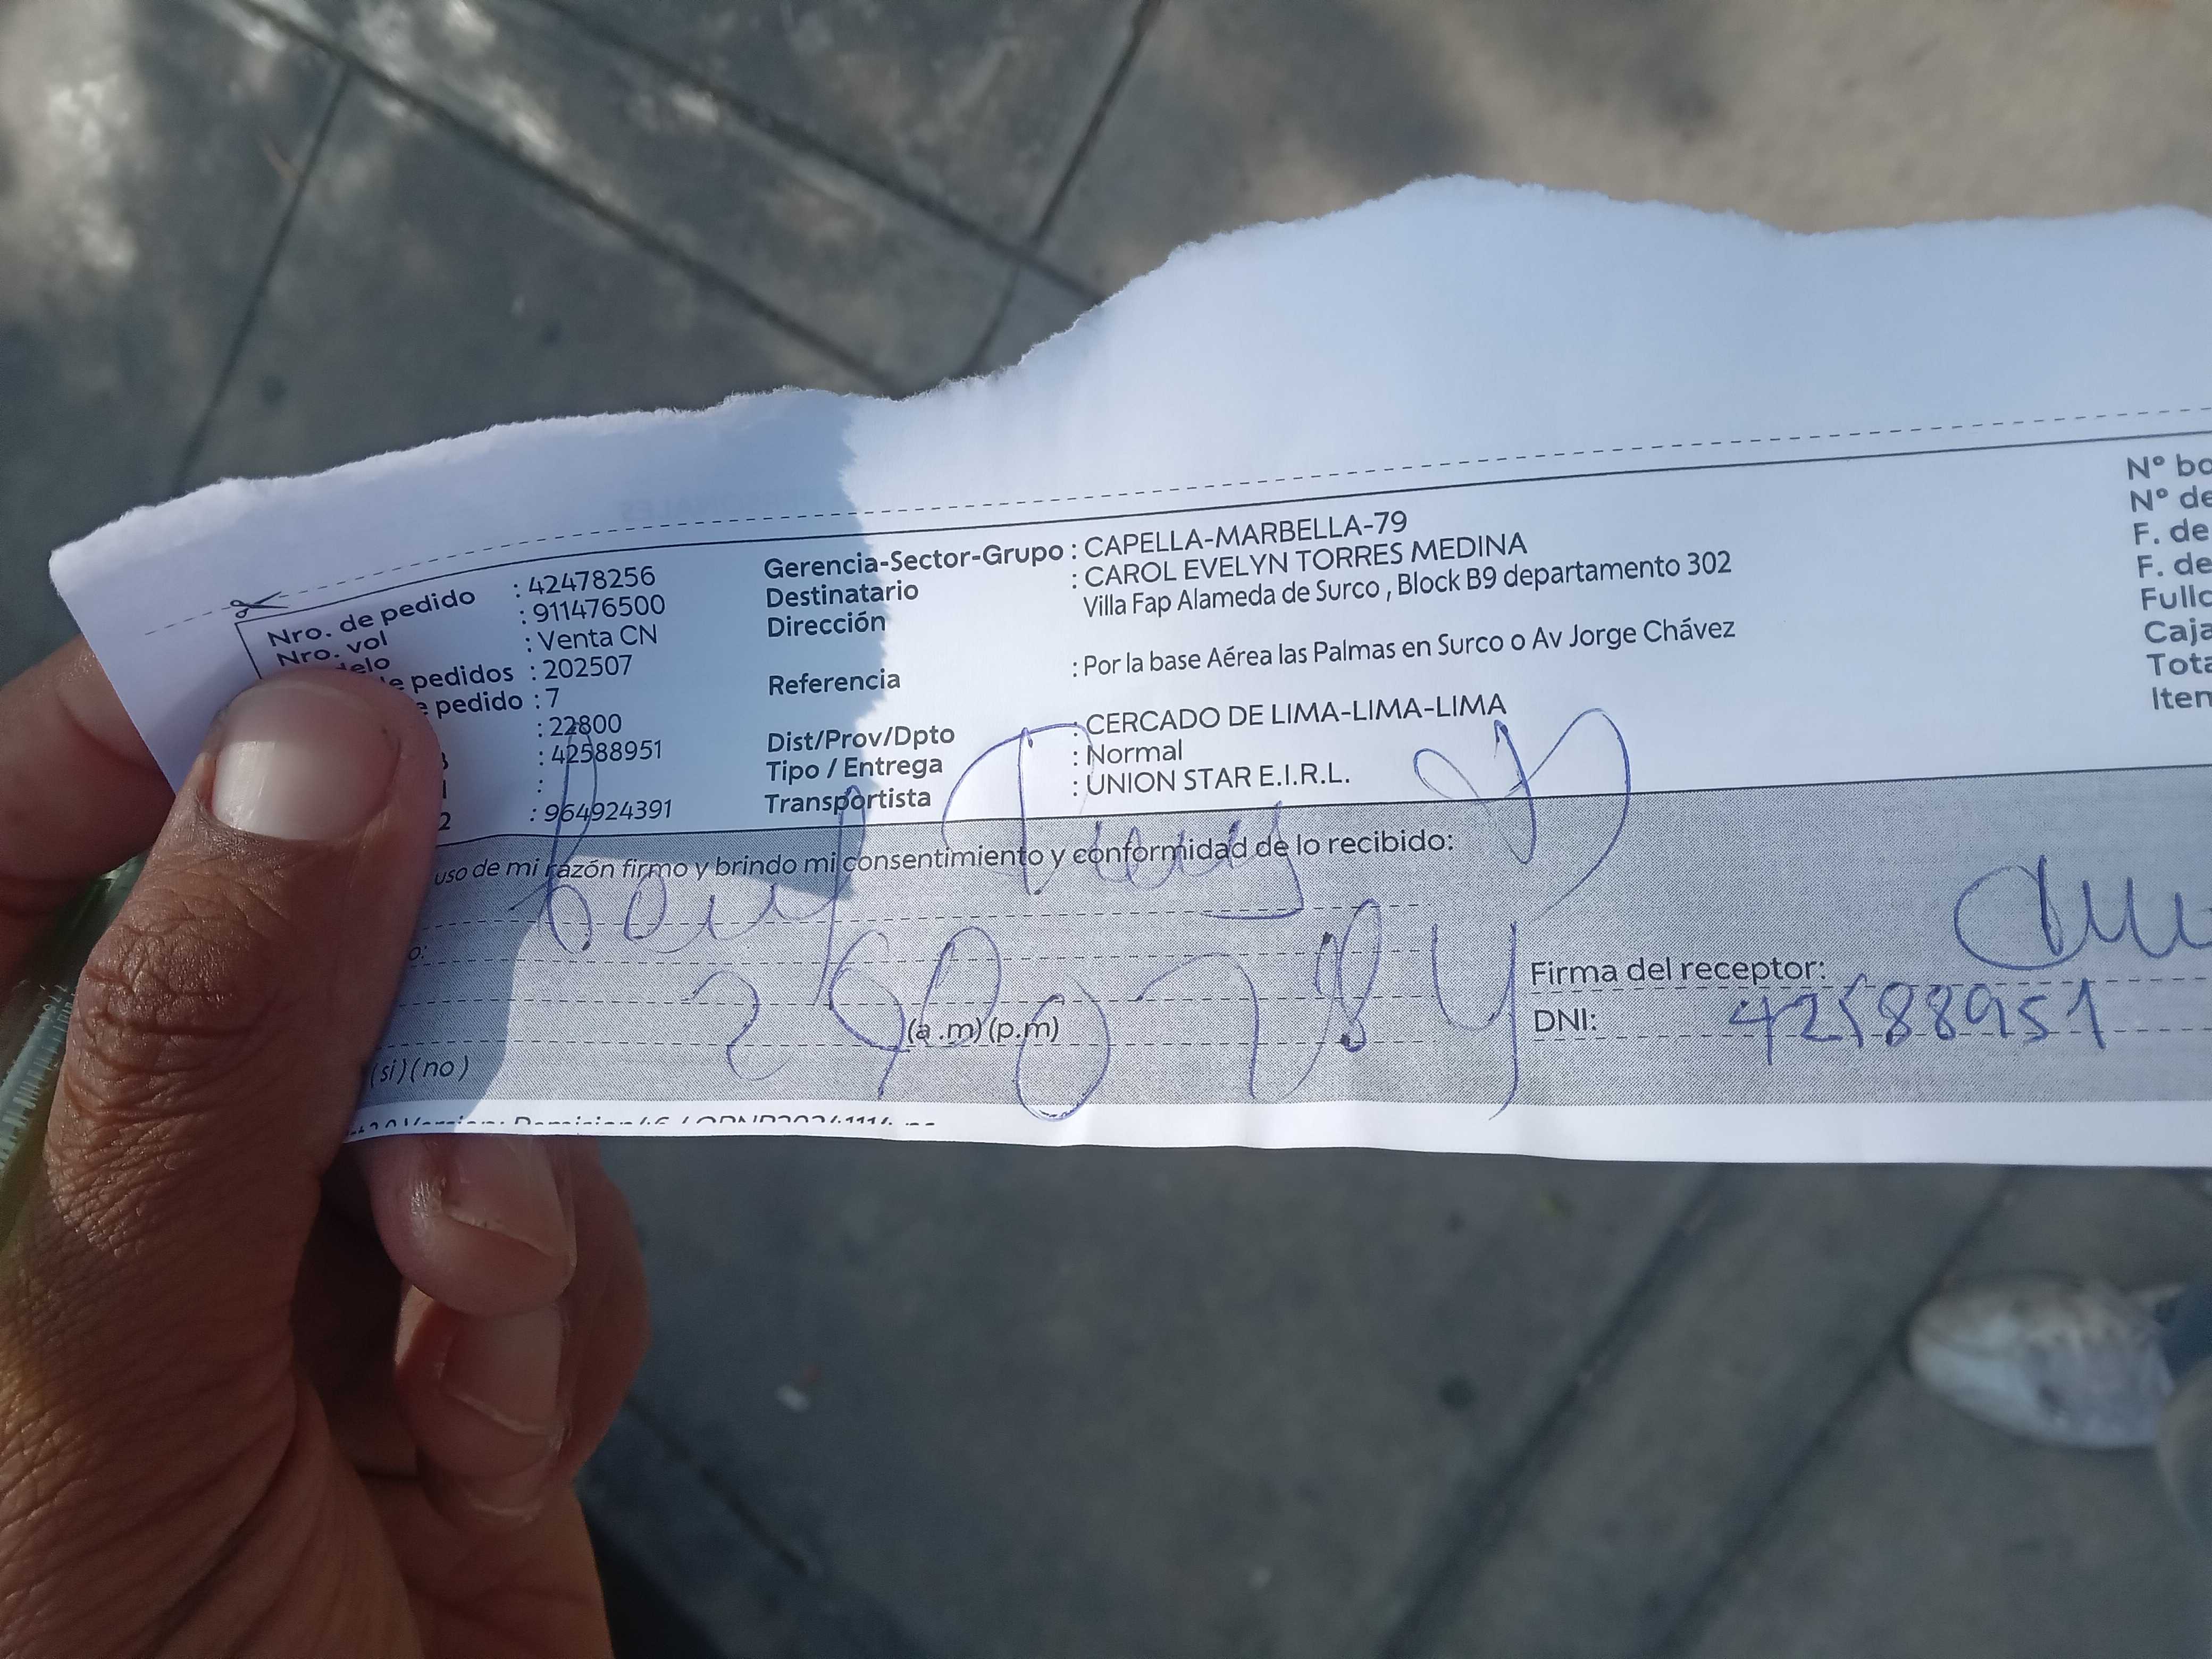 Nro. de pedido : 42478256
Nro. vol : 911476500
delo : Venta CN
e pedidos : 202507
e pedido : 7
: 22800
: 42588951
:
2 : 964924391
Gerencia-Sector-Grupo : CAPELLA-MARBELLA-79
Destinatario : CAROL EVELYN TORRES MEDINA
Dirección Villa Fap Alameda de Surco , Block B9 departamento 302
Referencia : Por la base Aérea las Palmas en Surco o Av Jorge Chávez
Dist/Prov/Dpto : CERCADO DE LIMA-LIMA-LIMA
Tipo / Entrega : Normal
Transportista : UNION STAR E.I.R.L.
N° bo
N° de
F. de
F. de
Fullc
Caja
Tota
Item
uso de mi razón firmo y brindo mi consentimiento y conformidad de lo recibido:
o:
(a .m)(p.m)
(si)(no)
Firma del receptor:
DNI: 42588951